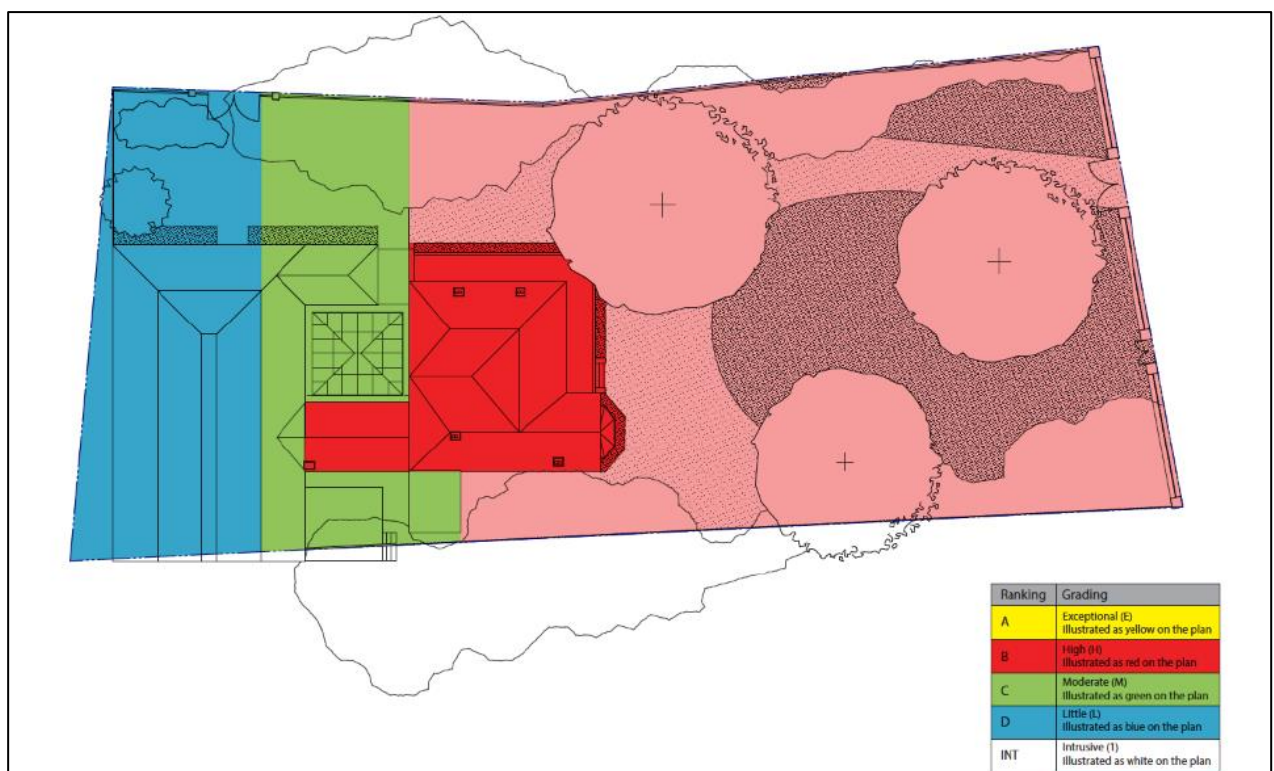 Ranking Grading
A Exceptional (E)
Illustrated as yellow on the plan
B High (H)
Illustrated as red on the plan
C Moderate (M)
Illustrated as green on the plan
D Little (L)
Illustrated as blue on the plan
INT Intrusive (1)
Illustrated as white on the plan